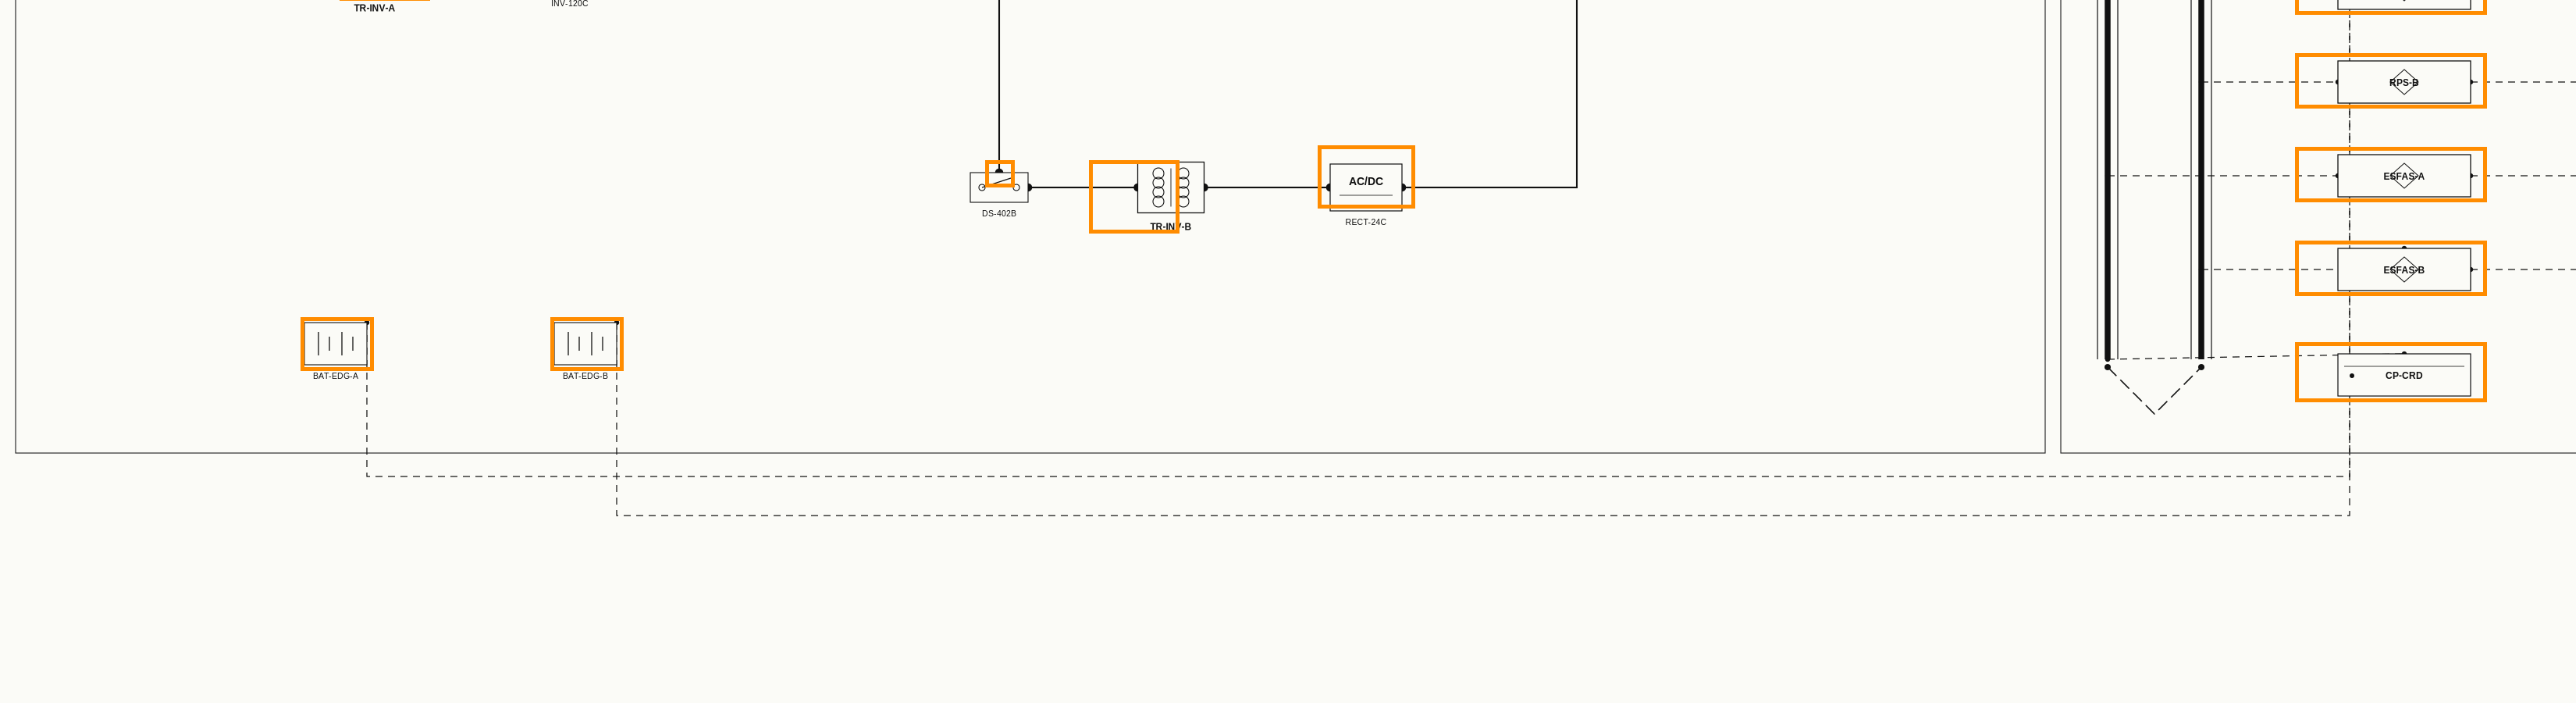 INV-120C
TR-INV-A
RPS-B
ESFAS-A
AC/DC
DS-402B
RECT-24C
TR-INV-B
ESFAS-B
BAT-EDG-A
BAT-EDG-B
CP-CRD